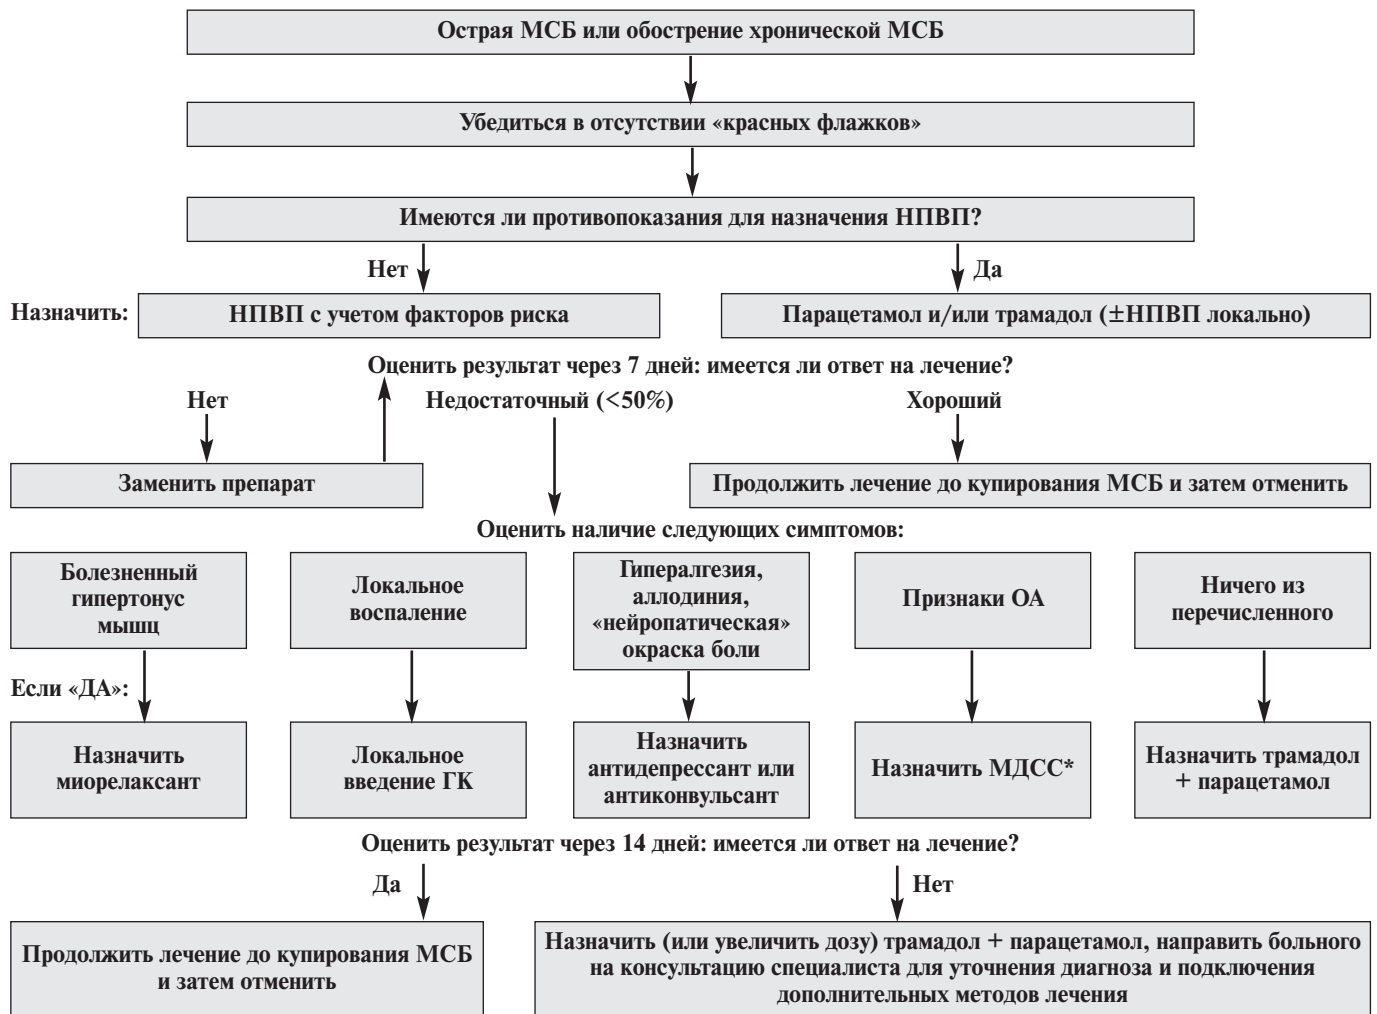 Острая МСБ или обострение хронической МСБ
Убедиться в отсутствии «красных флажков»
Имеются ли противопоказания для назначения НПВП?
Нет
Да
Назначить:
НПВП с учетом факторов риска
Парацетамол и/или трамадол (±НПВП локально)
Оценить результат через 7 дней: имеется ли ответ на лечение?
Нет
Недостаточный (<50%)
Хороший
Заменить препарат
Продолжить лечение до купирования МСБ и затем отменить
Оценить наличие следующих симптомов:
Болезненный
гипертонус
мышц
Локальное
воспаление
Гипералгезия,
аллодиния,
«нейропатическая»
окраска боли
Признаки ОА
Ничего из
перечисленного
Если «ДА»:
Назначить
миорелаксант
Локальное
введение ГК
Назначить
антидепрессант или
антиконвульсант
Назначить МДСС*
Назначить трамадол
+ парацетамол
Оценить результат через 14 дней: имеется ли ответ на лечение?
Да
Нет
Продолжить лечение до купирования МСБ
и затем отменить
Назначить (или увеличить дозу) трамадол + парацетамол, направить больного
на консультацию специалиста для уточнения диагноза и подключения
дополнительных методов лечения